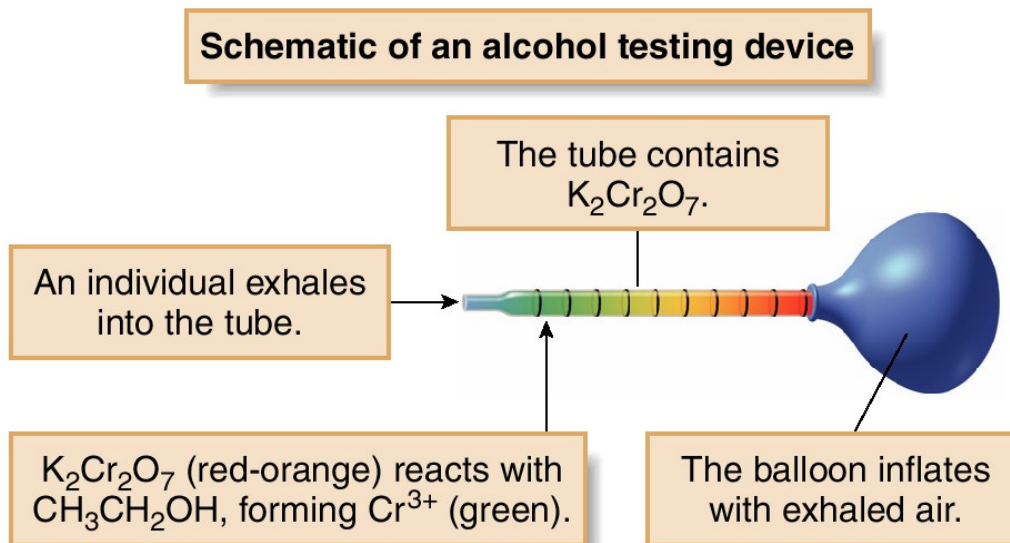 Schematic of an alcohol testing device
The tube contains
K₂Cr₂O₇.
An individual exhales
into the tube.
K₂Cr₂O₇ (red-orange) reacts with
CH₃CH₂OH, forming Cr³⁺ (green).
The balloon inflates
with exhaled air.